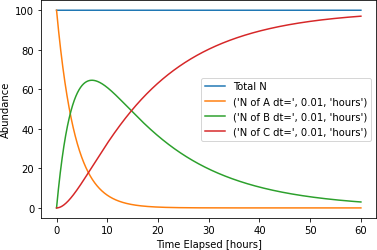 100
80
60
40
20
0
Abundance
Total N
('N of A dt=', 0.01, 'hours')
('N of B dt=', 0.01, 'hours')
('N of C dt=', 0.01, 'hours')
0 10 20 30 40 50 60
Time Elapsed [hours]